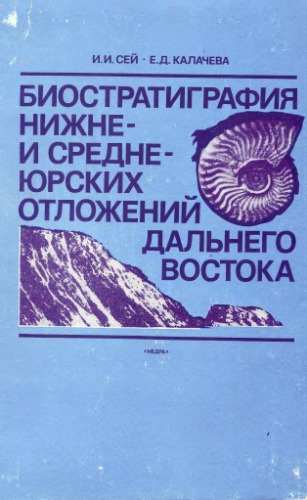 И.И. СЕЙ · Е.Д. КАЛАЧЕВА
БИОСТРАТИГРАФИЯ
НИЖНЕ-
И СРЕДНЕ-
ЮРСКИХ
ОТЛОЖЕНИЙ
ДАЛЬНЕГО
ВОСТОКА
«НЕДРА»